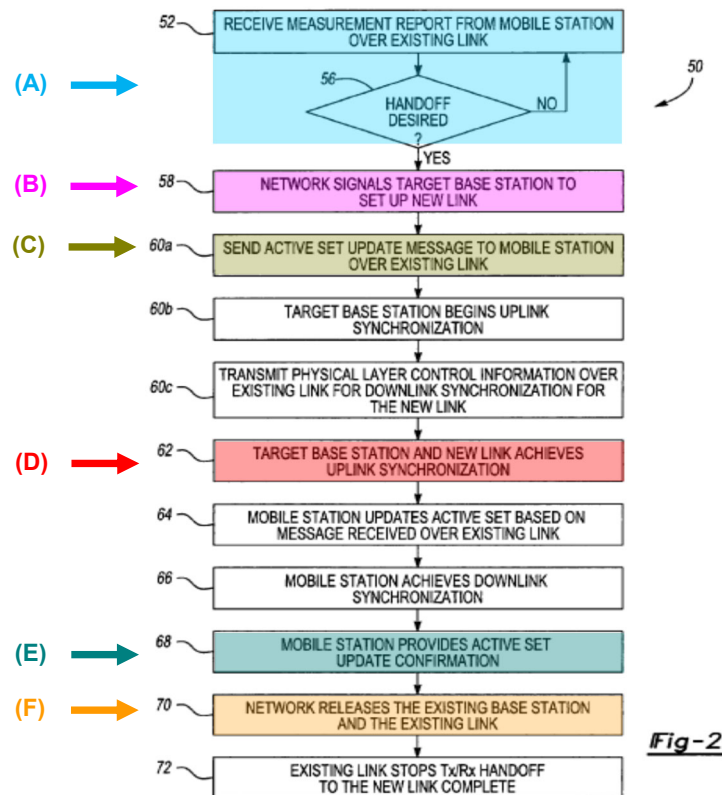 52
RECEIVE MEASUREMENT REPORT FROM MOBILE STATION
OVER EXISTING LINK
(A)
56
50
HANDOFF
DESIRED
?
NO
YES
(B)
58
NETWORK SIGNALS TARGET BASE STATION TO
SET UP NEW LINK
(C)
60a
SEND ACTIVE SET UPDATE MESSAGE TO MOBILE STATION
OVER EXISTING LINK
60b
TARGET BASE STATION BEGINS UPLINK
SYNCHRONIZATION
60c
TRANSMIT PHYSICAL LAYER CONTROL INFORMATION OVER
EXISTING LINK FOR DOWNLINK SYNCHRONIZATION FOR
THE NEW LINK
(D)
62
TARGET BASE STATION AND NEW LINK ACHIEVES
UPLINK SYNCHRONIZATION
64
MOBILE STATION UPDATES ACTIVE SET BASED ON
MESSAGE RECEIVED OVER EXISTING LINK
66
MOBILE STATION ACHIEVES DOWNLINK
SYNCHRONIZATION
(E)
68
MOBILE STATION PROVIDES ACTIVE SET
UPDATE CONFIRMATION
(F)
70
NETWORK RELEASES THE EXISTING BASE STATION
AND THE EXISTING LINK
Fig-2
72
EXISTING LINK STOPS Tx/Rx HANDOFF
TO THE NEW LINK COMPLETE